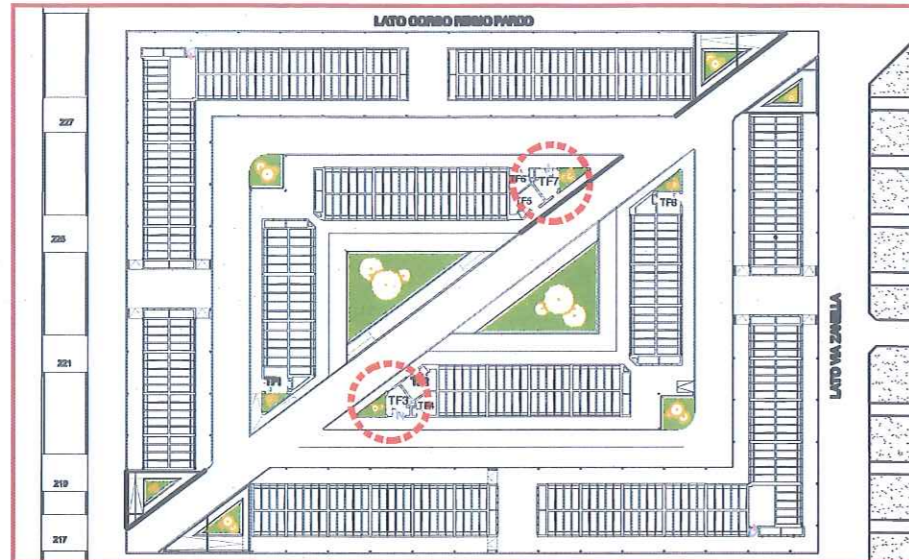 LATO CORSO REGIO PARCO
227
TF6
TF7
TF5
TF8
225
LATO VIA ZANELLA
221
TF1
TF3
TF4
219
217